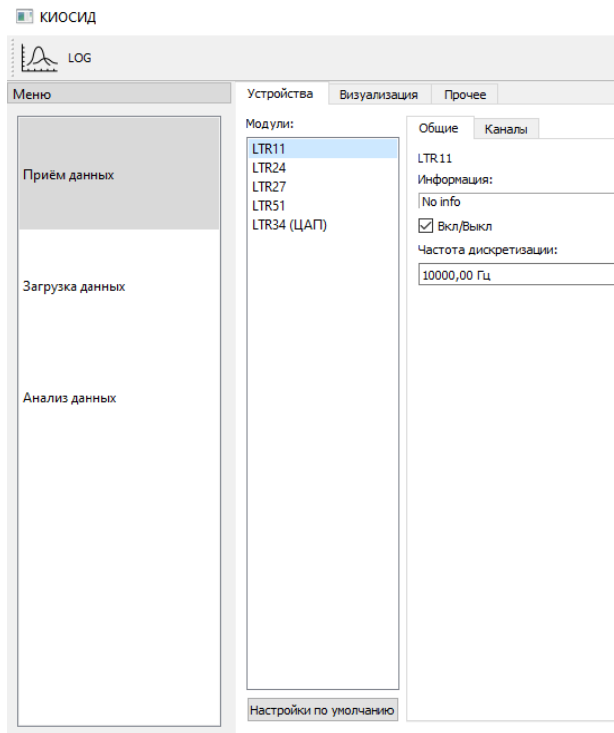 КИОСИД
LOG
Меню
Приём данных
Загрузка данных
Анализ данных
Устройства Визуализация Прочее
Модули:
LTR11
LTR24
LTR27
LTR51
LTR34 (ЦАП)
Настройки по умолчанию
Общие Каналы
LTR11
Информация:
No info
Вкл/Выкл
Частота дискретизации:
10000,00 Гц